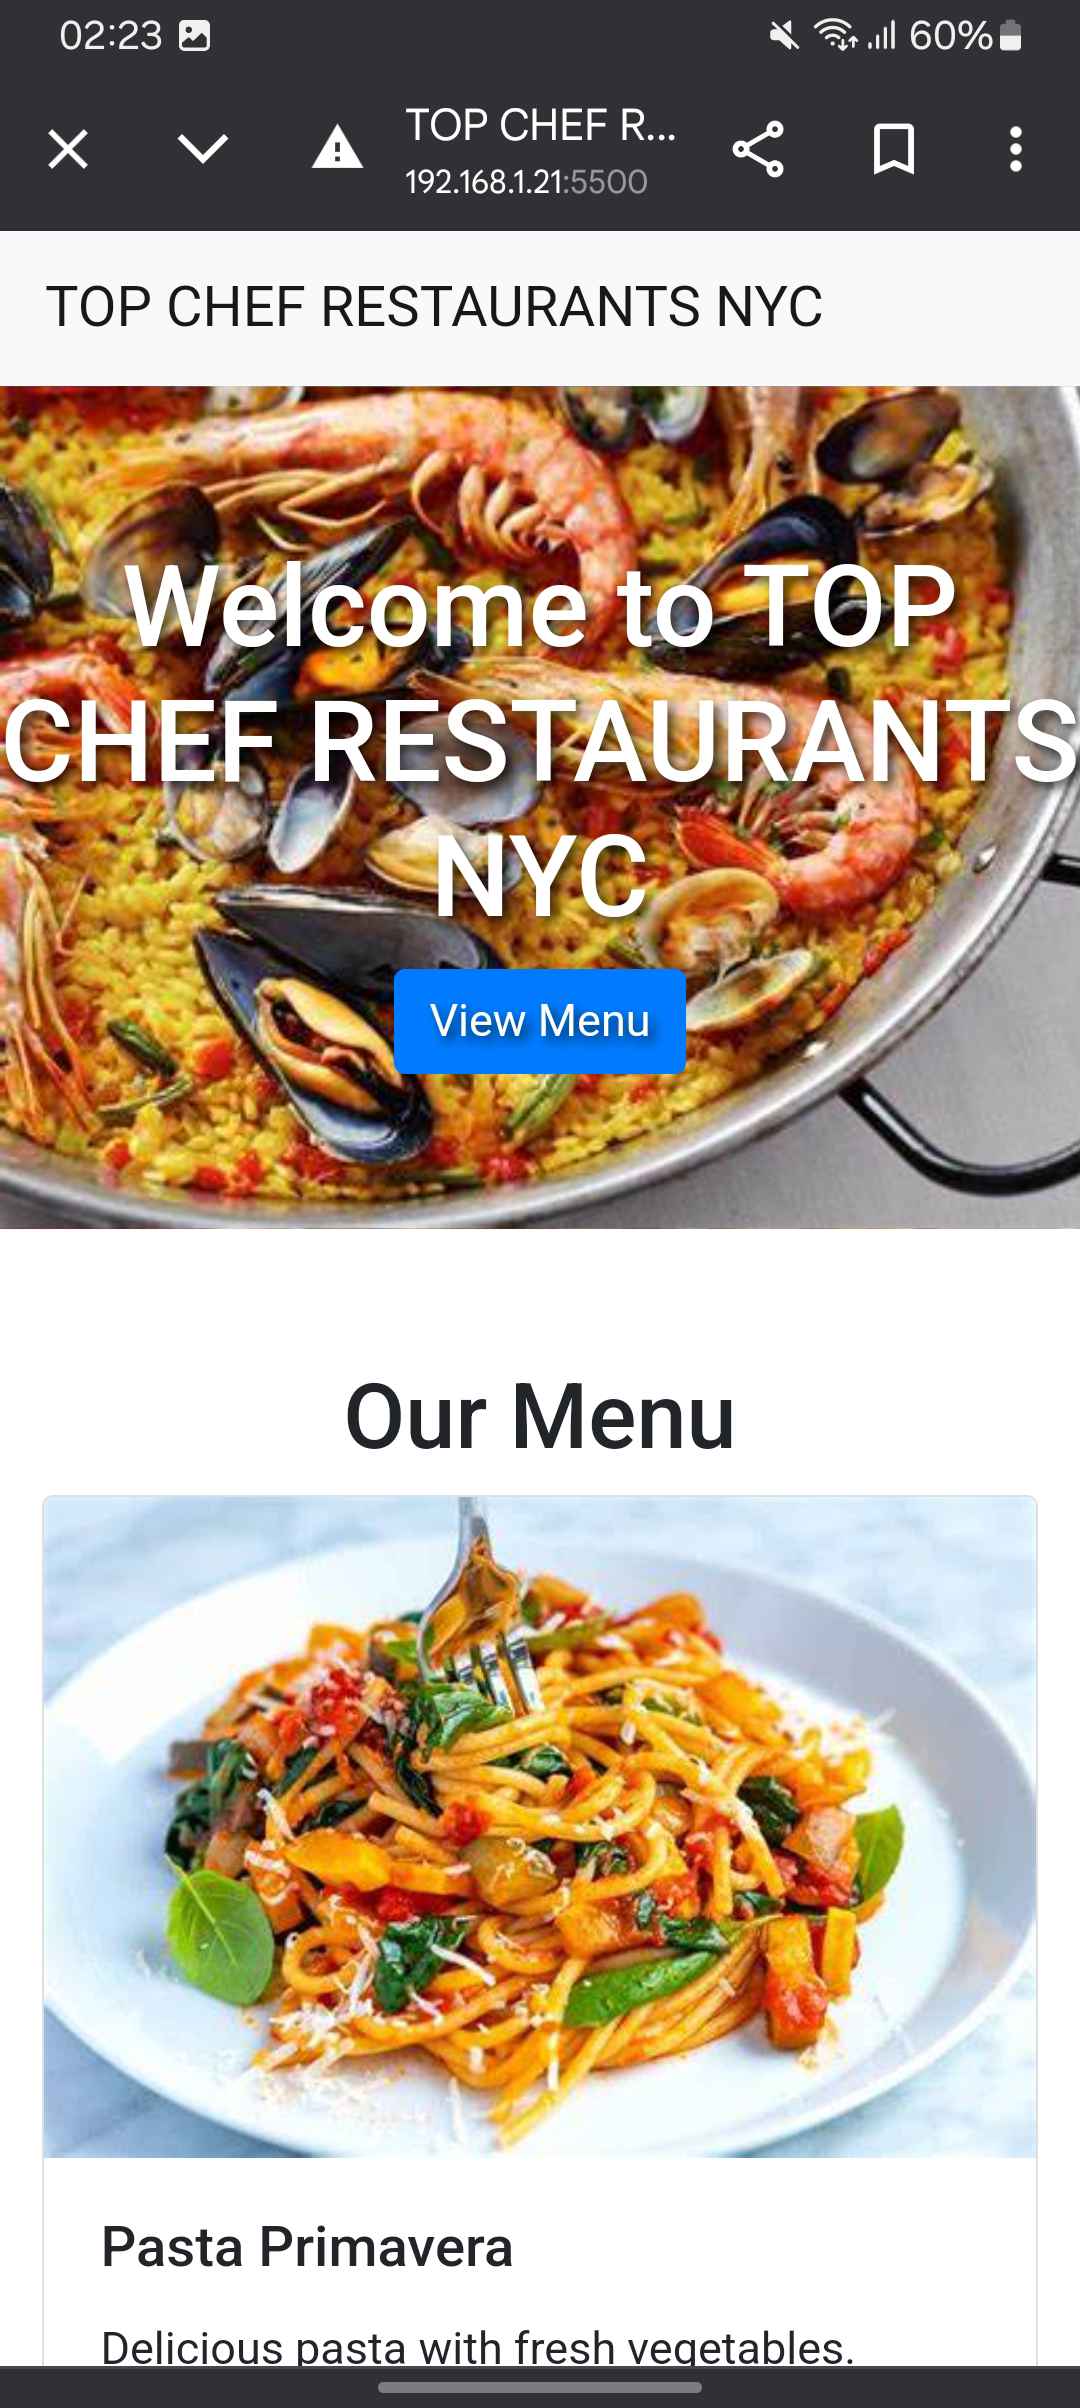 02:23
60%
TOP CHEF R...
192.168.1.21:5500
TOP CHEF RESTAURANTS NYC
Welcome to TOP
CHEF RESTAURANTS
NYC
View Menu
Our Menu
Pasta Primavera
Delicious pasta with fresh vegetables.